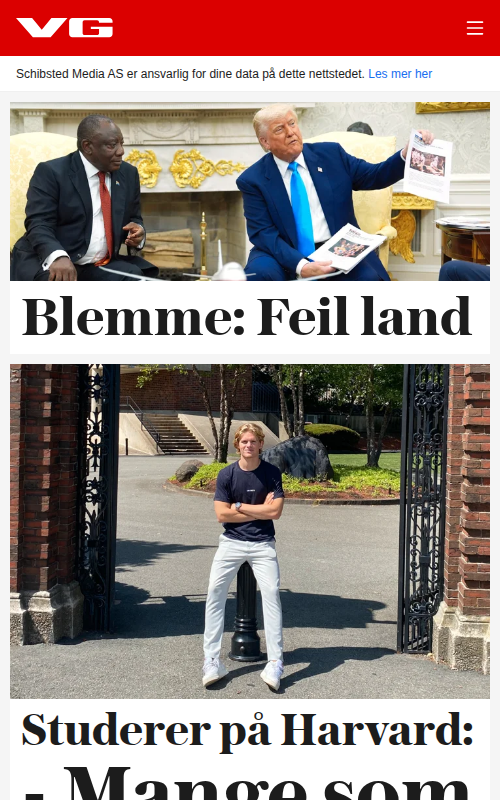 VG
Schibsted Media AS er ansvarlig for dine data på dette nettstedet. Les mer her
Blemme: Feil land
Studerer på Harvard:
- Mange som